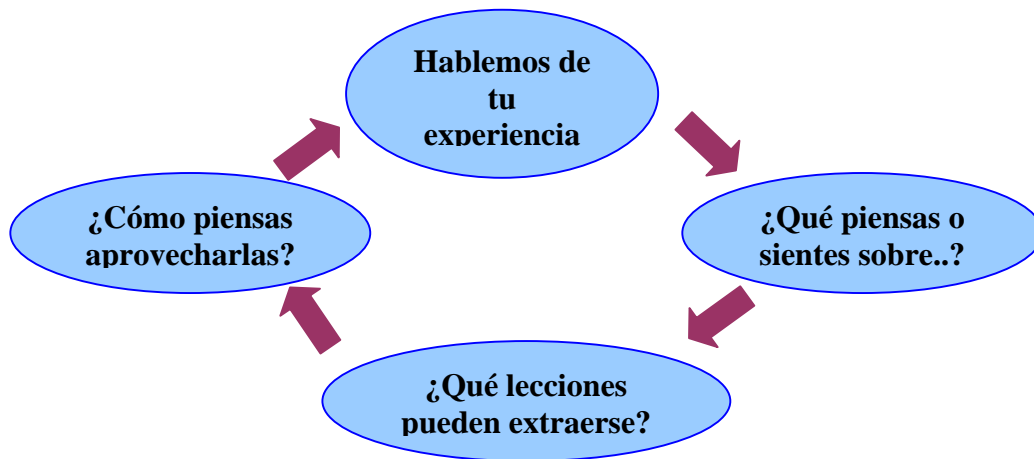 Hablemos de
tu
experiencia
¿Qué piensas o
sientes sobre..?
¿Qué lecciones
pueden extraerse?
¿Cómo piensas
aprovecharlas?